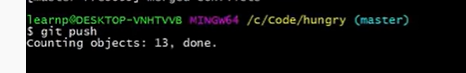 learnp@DESKTOP-VNHTVVB MINGW64 /c/Code/hungry (master)
$ git push
Counting objects: 13, done.